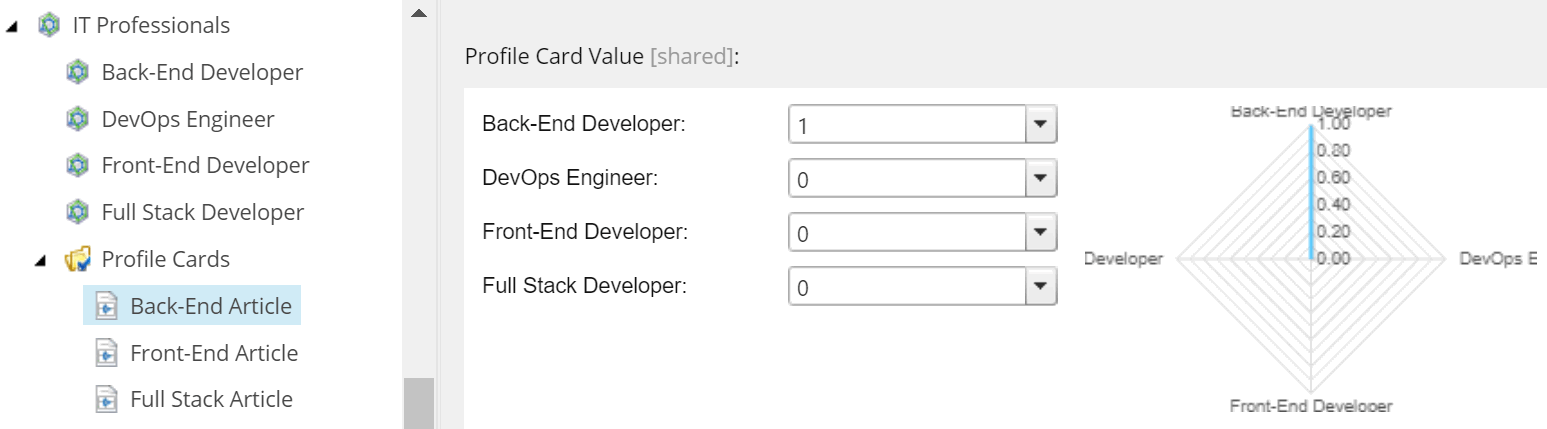 IT Professionals
Back-End Developer
DevOps Engineer
Front-End Developer
Full Stack Developer
Profile Cards
Back-End Article
Front-End Article
Full Stack Article
Profile Card Value [shared]:
Back-End Developer: 1
DevOps Engineer: 0
Front-End Developer: 0
Full Stack Developer: 0
Back-End Developer
1.00
0.80
0.60
0.40
0.20
Developer 0.00 DevOps E
Front-End Developer